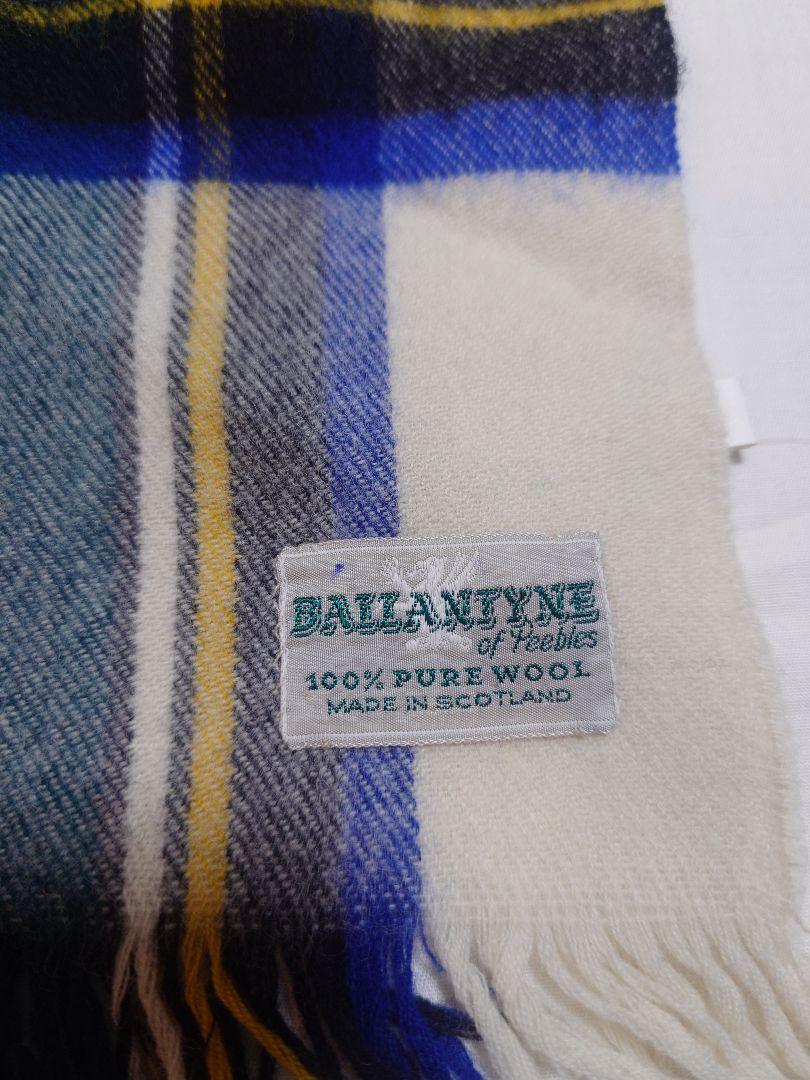 BALLANTYNE
of Peebles
100% PURE WOOL
MADE IN SCOTLAND